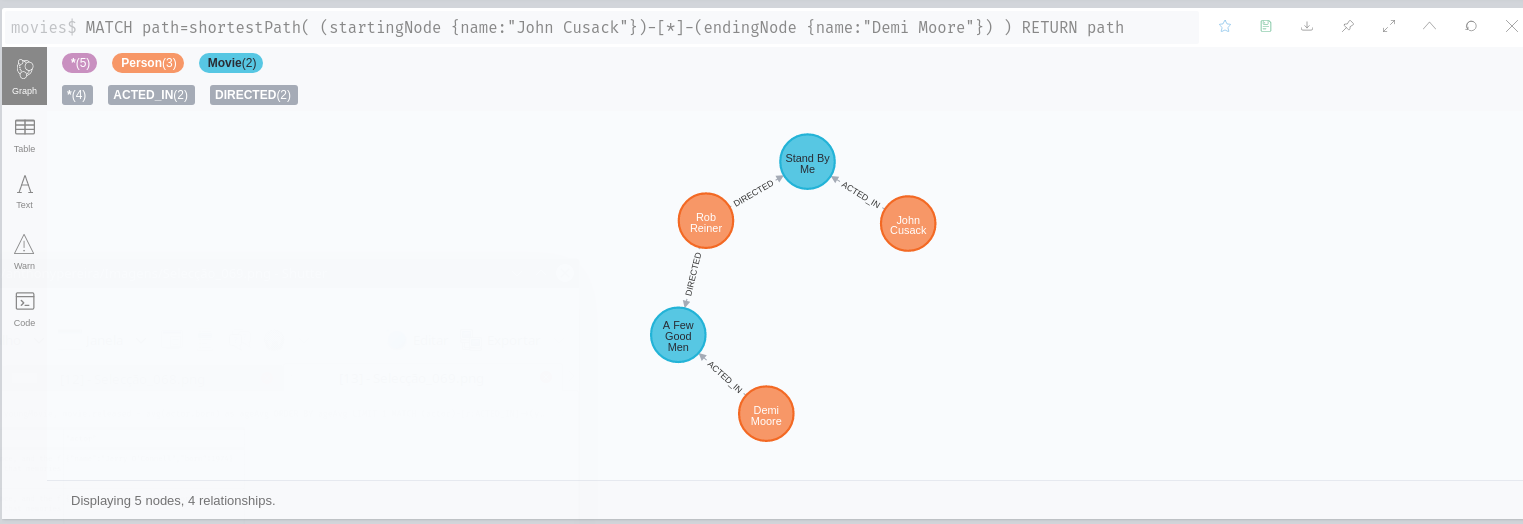 movies$ MATCH path=shortestPath( (startingNode {name:"John Cusack"})-[*]-(endingNode {name:"Demi Moore"}) ) RETURN path
*(5) Person(3) Movie(2)
*(4) ACTED_IN(2) DIRECTED(2)
Graph
Table
Text
Warn
Code
Stand By
Me
DIRECTED
ACTED_IN
Rob
Reiner
John
Cusack
DIRECTED
A Few
Good
Men
ACTED_IN
Demi
Moore
Displaying 5 nodes, 4 relationships.